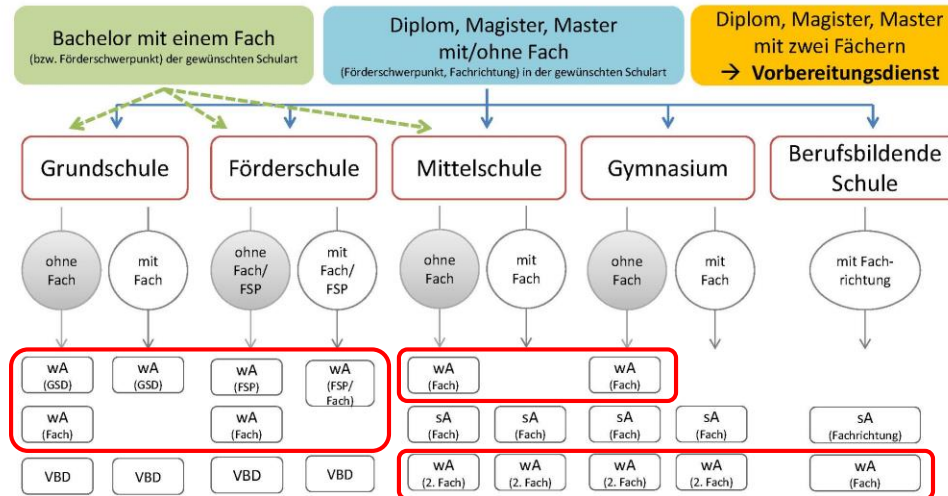 Bachelor mit einem Fach
(bzw. Förderschwerpunkt) der gewünschten Schulart
Diplom, Magister, Master
mit/ohne Fach
(Förderschwerpunkt, Fachrichtung) in der gewünschten Schulart
Diplom, Magister, Master
mit zwei Fächern
→ Vorbereitungsdienst
Grundschule
Förderschule
Mittelschule
Gymnasium
Berufsbildende
Schule
ohne
Fach
mit
Fach
ohne
Fach/
FSP
mit
Fach/
FSP
ohne
Fach
mit
Fach
ohne
Fach
mit
Fach
mit Fach-
richtung
wA
(GSD)
wA
(GSD)
wA
(FSP)
wA
(FSP/
Fach)
wA
(Fach)
wA
(Fach)
wA
(Fach)
wA
(Fach)
sA
(Fach)
sA
(Fach)
sA
(Fach)
sA
(Fach)
sA
(Fachrichtung)
VBD
VBD
VBD
VBD
wA
(2. Fach)
wA
(2. Fach)
wA
(2. Fach)
wA
(2. Fach)
wA
(Fach)